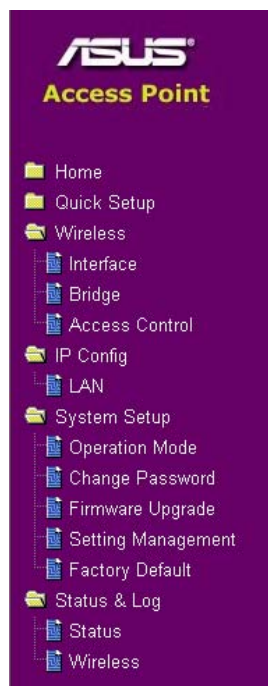 ASUS
Access Point
Home
Quick Setup
Wireless
Interface
Bridge
Access Control
IP Config
LAN
System Setup
Operation Mode
Change Password
Firmware Upgrade
Setting Management
Factory Default
Status & Log
Status
Wireless